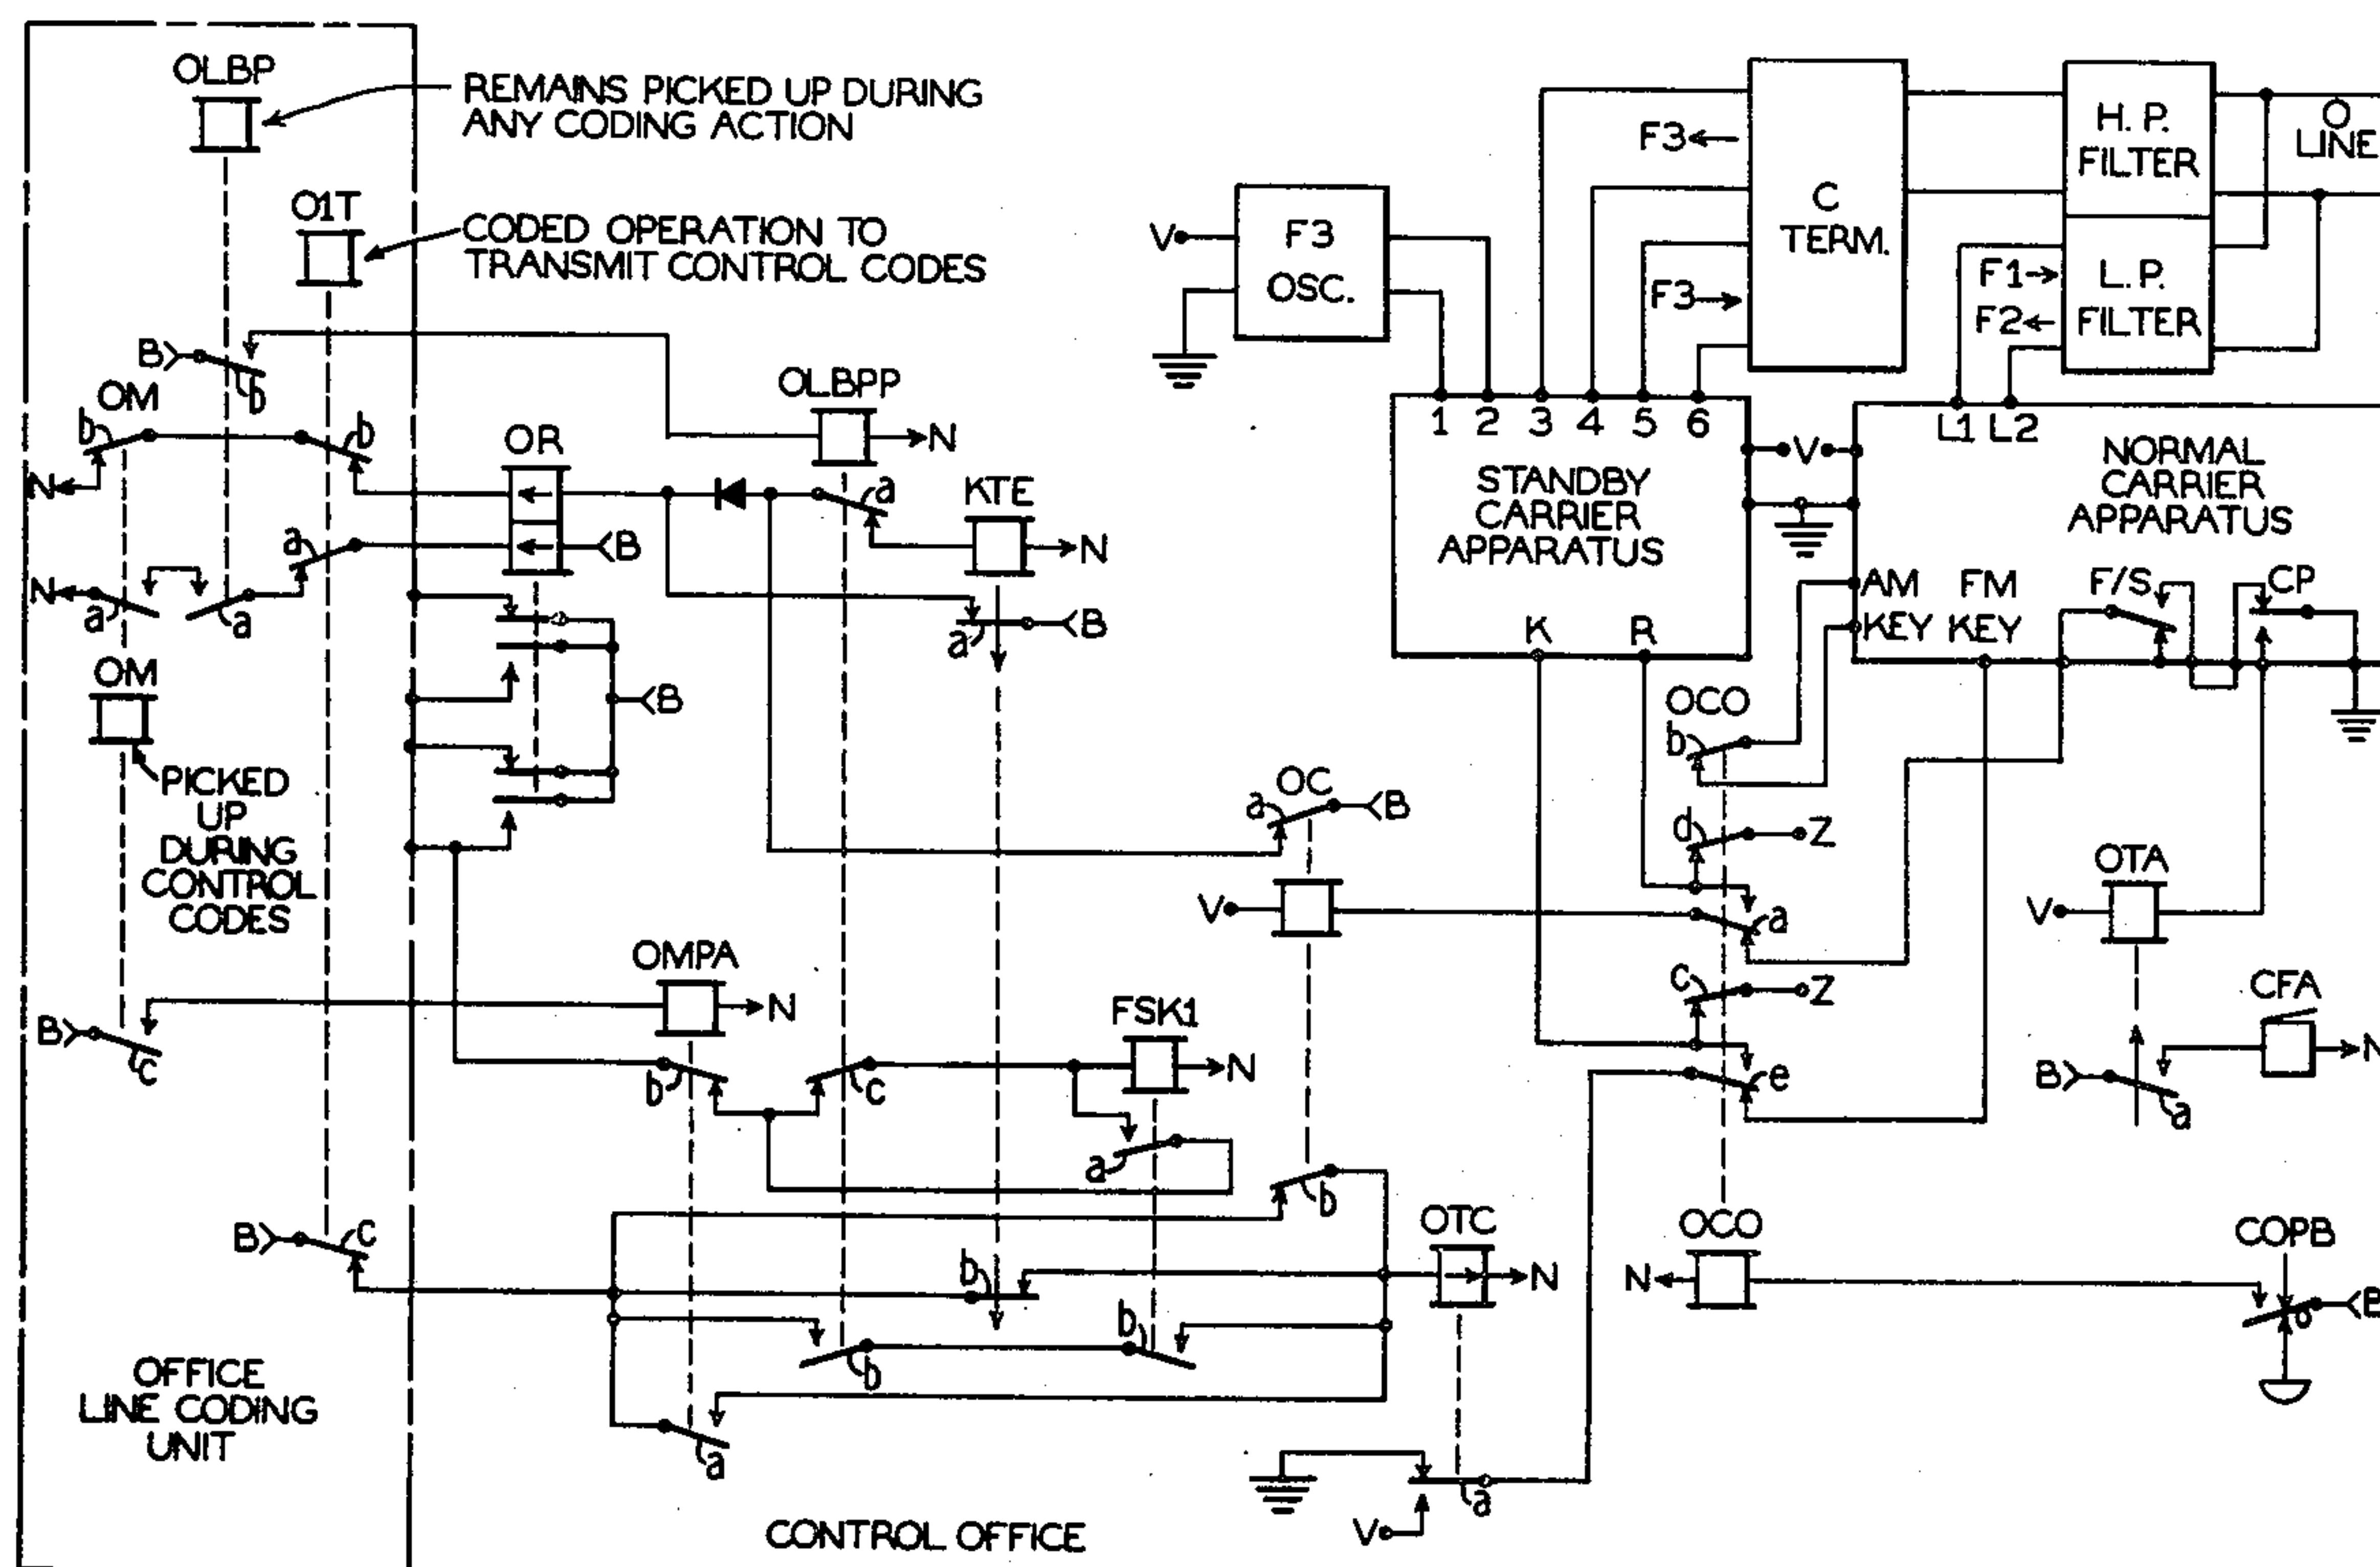 OLBP
REMAINS PICKED UP DURING
ANY CODING ACTION
O1T
CODED OPERATION TO
TRANSMIT CONTROL CODES
V
F3
OSC.
F3
F3
C
TERM.
H. P.
FILTER
O
LINE
F1
F2
L. P.
FILTER
B
b
OM
b
N
b
OLBPP
N
OR
a
KTE
N
1 2 3 4 5 6
STANDBY
CARRIER
APPARATUS
V
L1 L2
NORMAL
CARRIER
APPARATUS
a
B
N
a
a
a
B
K
R
AM
KEY
FM
KEY
F/S
CP
OM
B
PICKED
UP
DURING
CONTROL
CODES
OCO
b
OC
a
B
d
Z
V
a
OTA
V
OMPA
N
B
c
b
c
FSK1
N
a
c
Z
e
CFA
N
B
a
b
B
c
b
OTC
N
OCO
N
COPB
B
b
b
b
a
a
V
OFFICE
LINE CODING
UNIT
CONTROL OFFICE